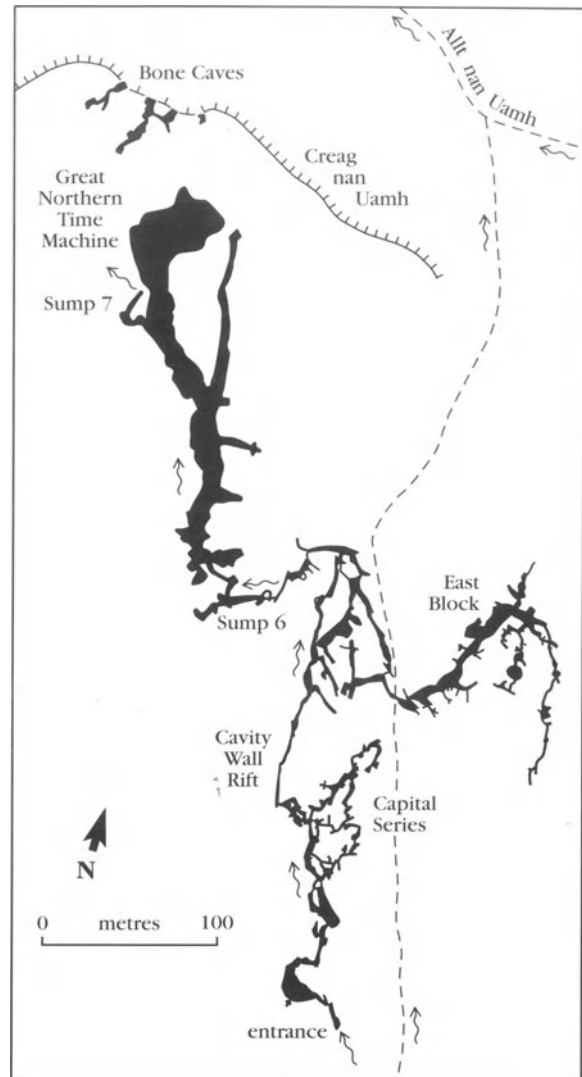 Allt nan Uamh
Bone Caves
Creag
nan
Uamh
Great
Northern
Time
Machine
Sump 7
East
Block
Sump 6
Cavity
Wall
Rift
Capital
Series
N
0 metres 100
entrance